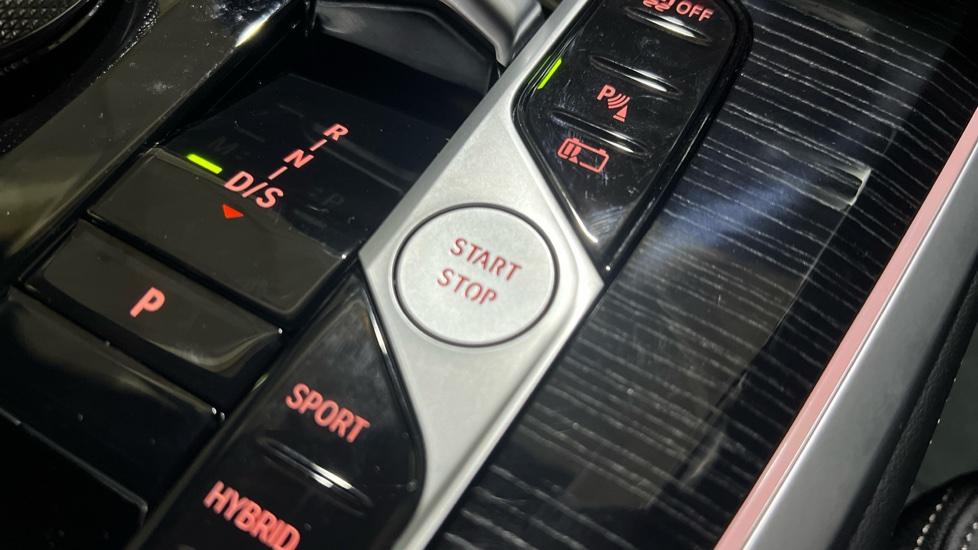 OFF
P
R
N
D/S
P
START
STOP
SPORT
HYBRID